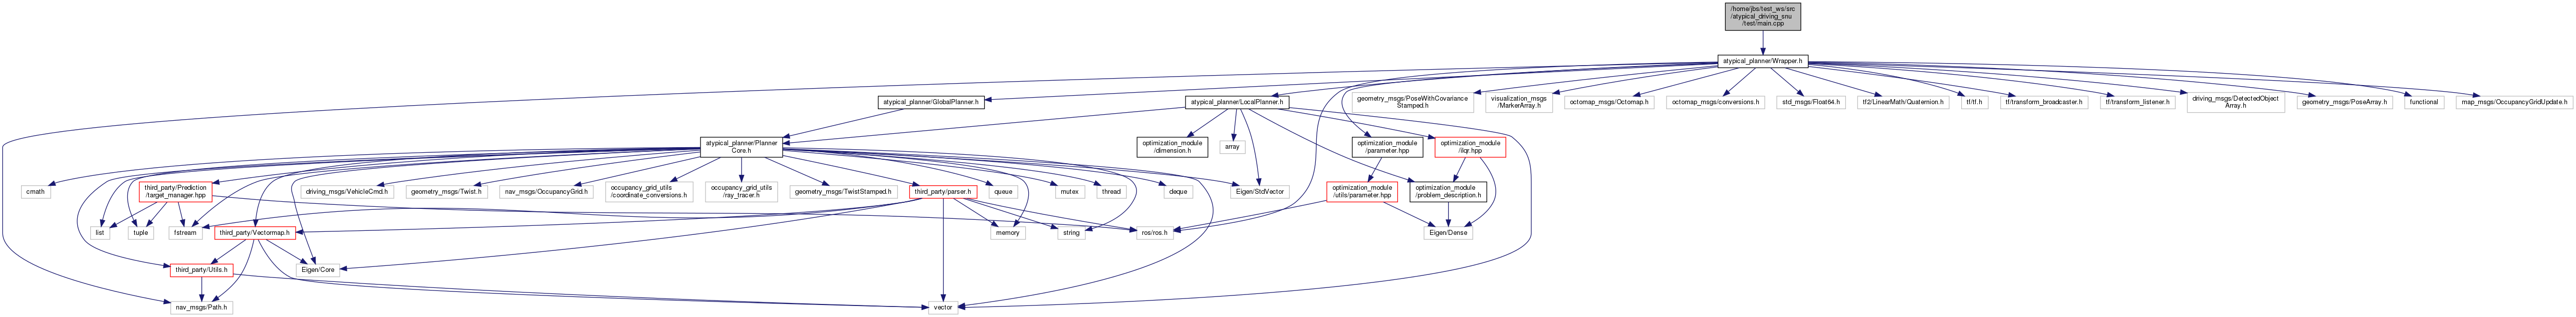 /home/jbs/test_ws/src
/atypical_driving_snu
/test/main.cpp
atypical_planner/Wrapper.h
atypical_planner/GlobalPlanner.h
atypical_planner/LocalPlanner.h
geometry_msgs/PoseWithCovariance
Stamped.h
visualization_msgs
/MarkerArray.h
octomap_msgs/Octomap.h
octomap_msgs/conversions.h
std_msgs/Float64.h
tf2/LinearMath/Quaternion.h
tf/tf.h
tf/transform_broadcaster.h
tf/transform_listener.h
driving_msgs/DetectedObject
Array.h
geometry_msgs/PoseArray.h
functional
map_msgs/OccupancyGridUpdate.h
atypical_planner/Planner
Core.h
optimization_module
/dimension.h
array
optimization_module
/parameter.hpp
optimization_module
/ilqr.hpp
cmath
third_party/Prediction
/target_manager.hpp
driving_msgs/VehicleCmd.h
geometry_msgs/Twist.h
nav_msgs/OccupancyGrid.h
occupancy_grid_utils
/coordinate_conversions.h
occupancy_grid_utils
/ray_tracer.h
geometry_msgs/TwistStamped.h
third_party/parser.h
queue
mutex
thread
deque
Eigen/StdVector
optimization_module
/utils/parameter.hpp
optimization_module
/problem_description.h
list
tuple
fstream
third_party/Vectormap.h
memory
string
ros/ros.h
Eigen/Dense
third_party/Utils.h
Eigen/Core
nav_msgs/Path.h
vector